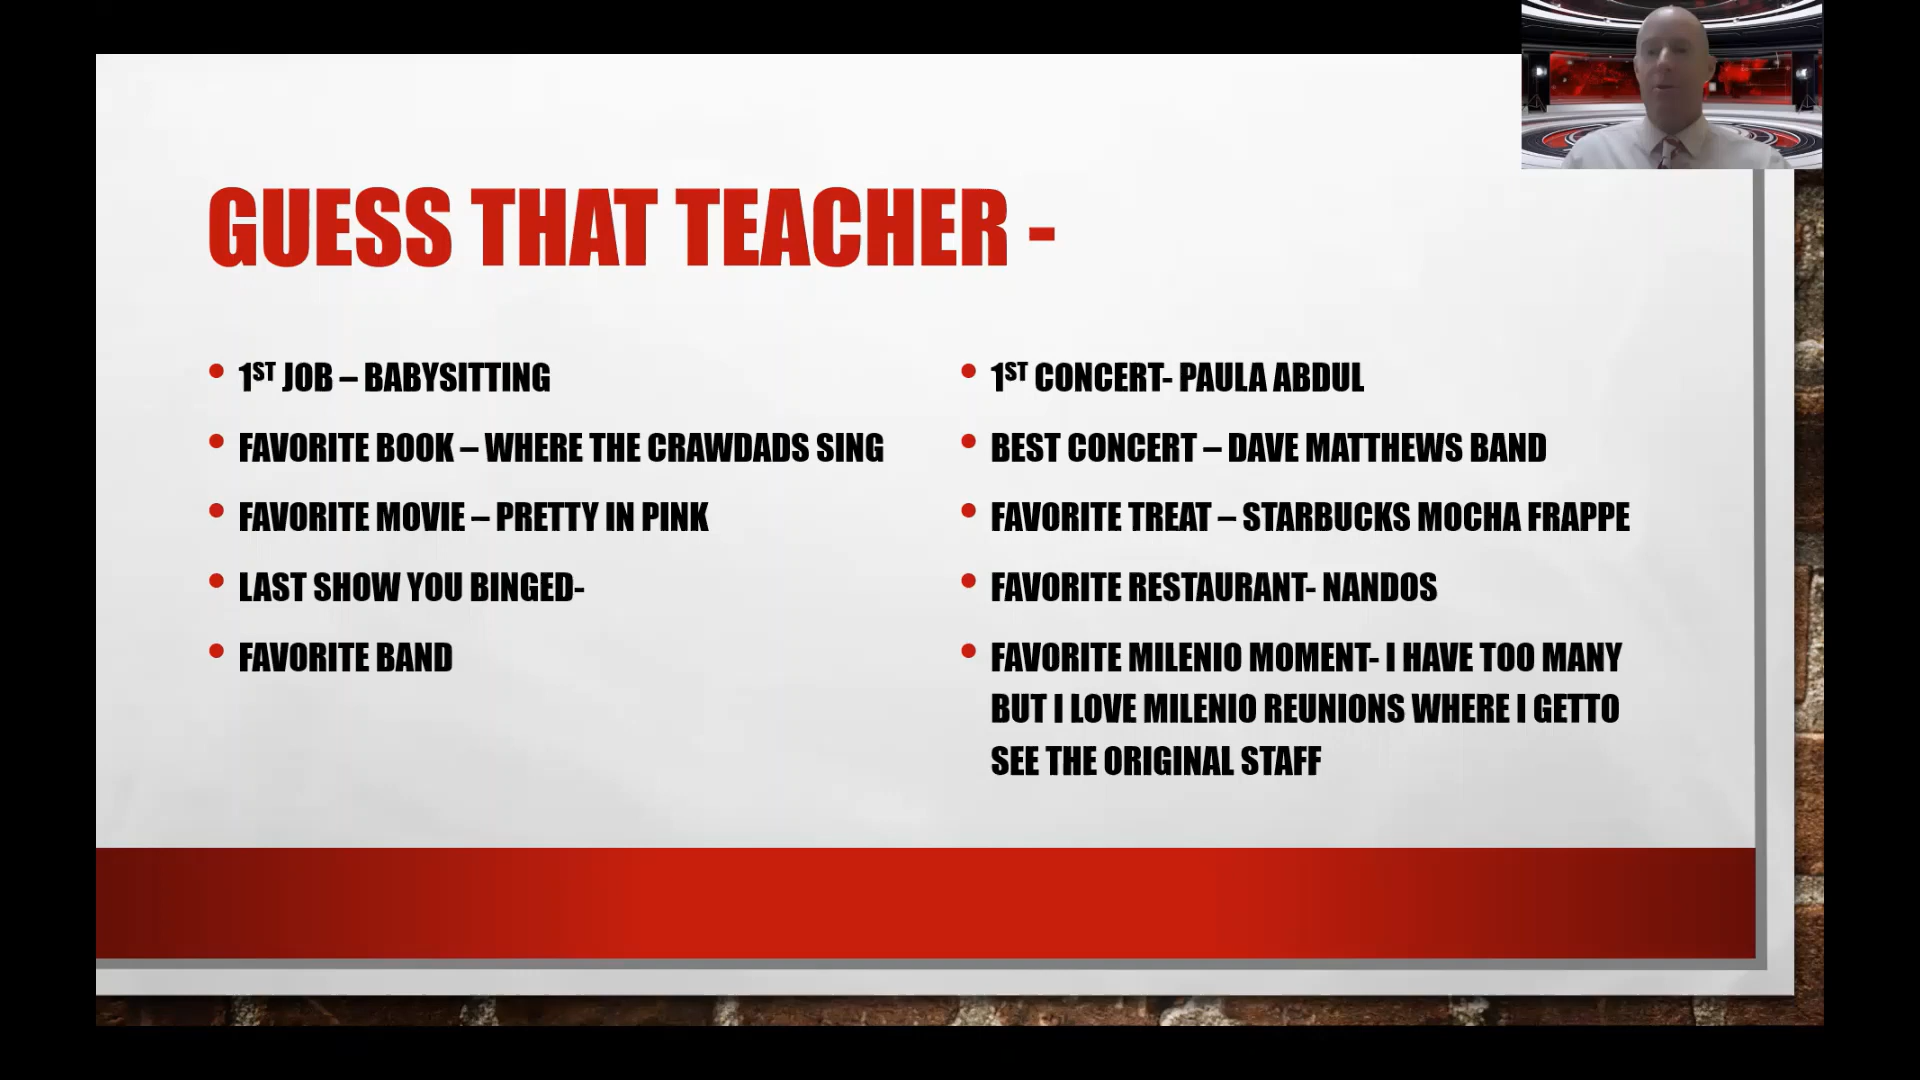 GUESS THAT TEACHER -
1ST JOB – BABYSITTING
FAVORITE BOOK – WHERE THE CRAWDADS SING
FAVORITE MOVIE – PRETTY IN PINK
LAST SHOW YOU BINGED-
FAVORITE BAND
1ST CONCERT- PAULA ABDUL
BEST CONCERT – DAVE MATTHEWS BAND
FAVORITE TREAT – STARBUCKS MOCHA FRAPPE
FAVORITE RESTAURANT- NANDOS
FAVORITE MILENIO MOMENT- I HAVE TOO MANY
BUT I LOVE MILENIO REUNIONS WHERE I GETTO
SEE THE ORIGINAL STAFF